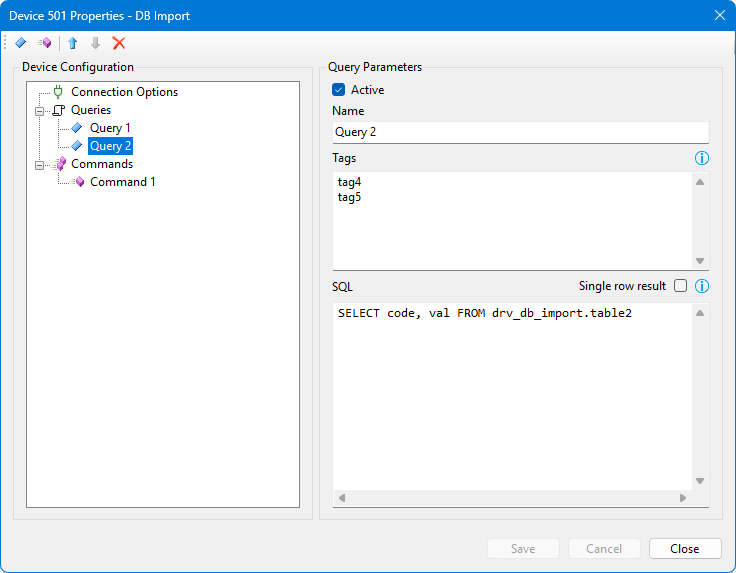 Device 501 Properties - DB Import
Device Configuration
Connection Options
Queries
Query 1
Query 2
Commands
Command 1
Query Parameters
Active
Name
Query 2
Tags
tag4
tag5
SQL
Single row result
SELECT code, val FROM drv_db_import.table2
Save
Cancel
Close